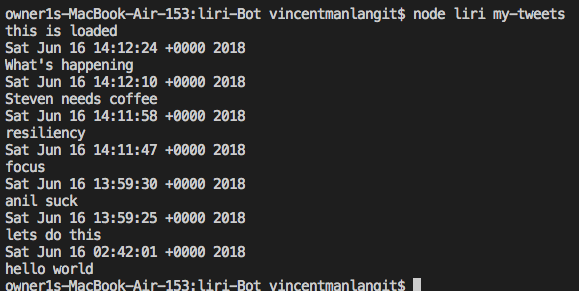 owner1s-MacBook-Air-153:liri-Bot vincentmanlangit$ node liri my-tweets
this is loaded
Sat Jun 16 14:12:24 +0000 2018
What's happening
Sat Jun 16 14:12:10 +0000 2018
Steven needs coffee
Sat Jun 16 14:11:58 +0000 2018
resiliency
Sat Jun 16 14:11:47 +0000 2018
focus
Sat Jun 16 13:59:30 +0000 2018
anil suck
Sat Jun 16 13:59:25 +0000 2018
lets do this
Sat Jun 16 02:42:01 +0000 2018
hello world
owner1s-MacBook-Air-153:liri-Bot vincentmanlangit$